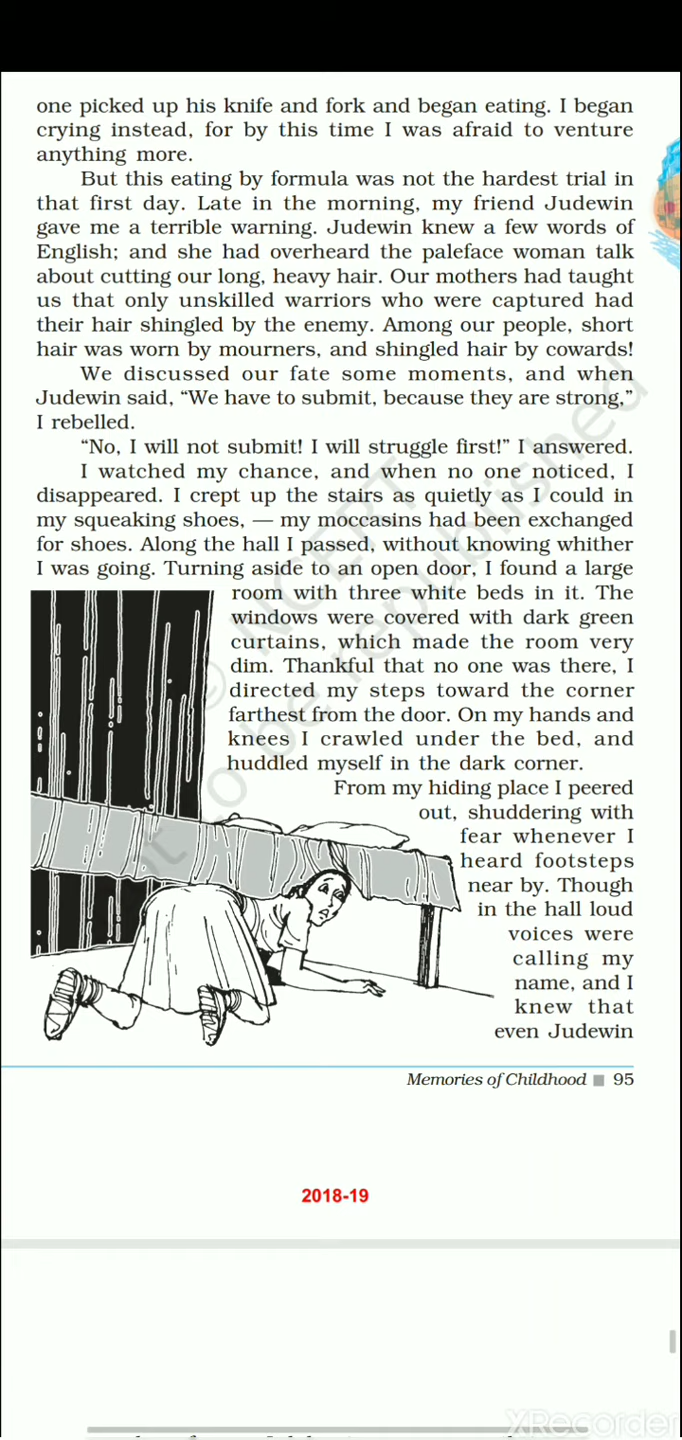 one picked up his knife and fork and began eating. I began
crying instead, for by this time I was afraid to venture
anything more.
But this eating by formula was not the hardest trial in
that first day. Late in the morning, my friend Judewin
gave me a terrible warning. Judewin knew a few words of
English; and she had overheard the paleface woman talk
about cutting our long, heavy hair. Our mothers had taught
us that only unskilled warriors who were captured had
their hair shingled by the enemy. Among our people, short
hair was worn by mourners, and shingled hair by cowards!
We discussed our fate some moments, and when
Judewin said, “We have to submit, because they are strong,”
I rebelled.
“No, I will not submit! I will struggle first!” I answered.
I watched my chance, and when no one noticed, I
disappeared. I crept up the stairs as quietly as I could in
my squeaking shoes, — my moccasins had been exchanged
for shoes. Along the hall I passed, without knowing whither
I was going. Turning aside to an open door, I found a large
room with three white beds in it. The
windows were covered with dark green
curtains, which made the room very
dim. Thankful that no one was there, I
directed my steps toward the corner
farthest from the door. On my hands and
knees I crawled under the bed, and
huddled myself in the dark corner.
From my hiding place I peered
out, shuddering with
fear whenever I
heard footsteps
near by. Though
in the hall loud
voices were
calling my
name, and I
knew that
even Judewin
Memories of Childhood ■ 95
© NCERT
not to be republished
2018-19
XRecorder